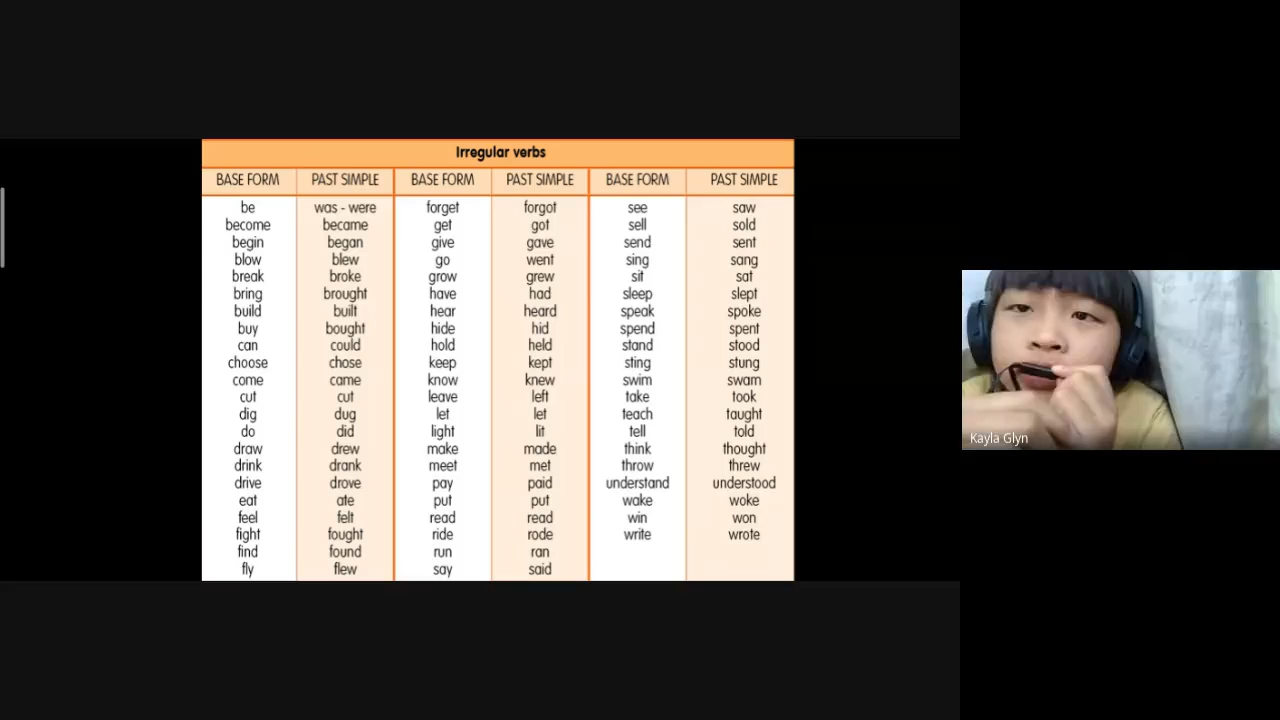 Irregular verbs
BASE FORM PAST SIMPLE BASE FORM PAST SIMPLE BASE FORM PAST SIMPLE
be was - were forget forgot see saw
become became get got sell sold
begin began give gave send sent
blow blew go went sing sang
break broke grow grew sit sat
bring brought have had sleep slept
build built hear heard speak spoke
buy bought hide hid spend spent
can could hold held stand stood
choose chose keep kept sting stung
come came know knew swim swam
cut cut leave left take took
dig dug let let teach taught
do did light lit tell told
draw drew make made think thought
drink drank meet met throw threw
drive drove pay paid understand understood
eat ate put put wake woke
feel felt read read win won
fight fought ride rode write wrote
find found run ran
fly flew say said
Kayla Glyn